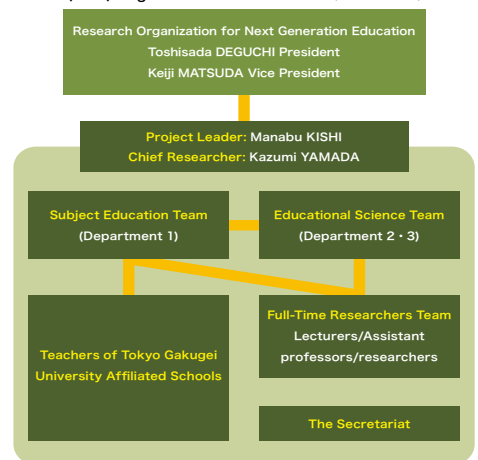 Research Organization for Next Generation Education
Toshisada DEGUCHI President
Keiji MATSUDA Vice President
Project Leader: Manabu KISHI
Chief Researcher: Kazumi YAMADA
Subject Education Team
(Department 1)
Educational Science Team
(Department 2・3)
Teachers of Tokyo Gakugei
University Affiliated Schools
Full-Time Researchers Team
Lecturers/Assistant
professors/researchers
The Secretariat